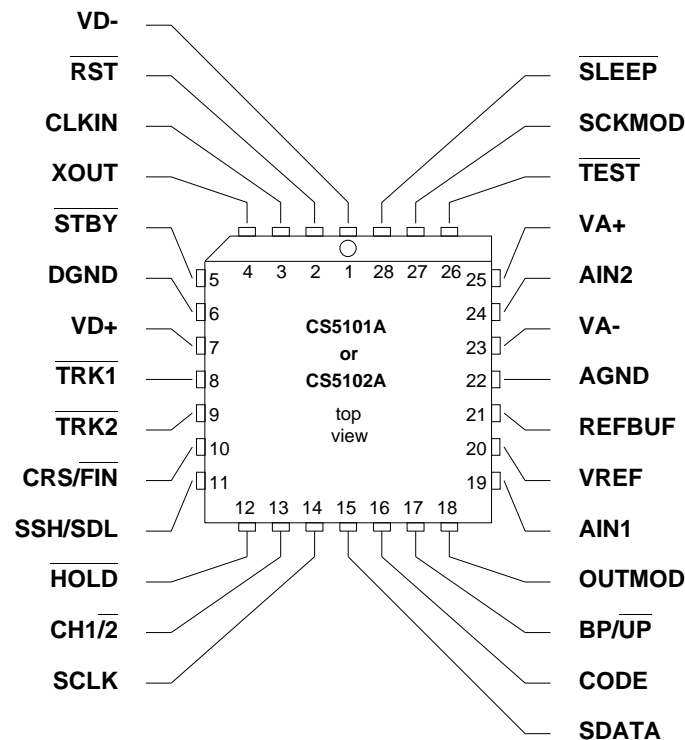 VD-
RST
CLKIN
XOUT
STBY
DGND
VD+
TRK1
TRK2
CRS/FIN
SSH/SDL
HOLD
CH1/2
SCLK
SLEEP
SCKMOD
TEST
VA+
AIN2
VA-
AGND
REFBUF
VREF
AIN1
OUTMOD
BP/UP
CODE
SDATA
4 3 2 1 28 27 26
5
6
7
8
9
10
11
25
24
23
22
21
20
19
12 13 14 15 16 17 18
CS5101A
or
CS5102A
top
view